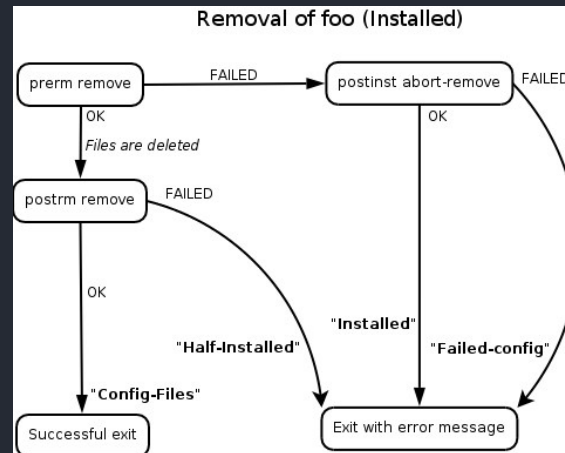 Removal of foo (Installed)
prerm remove
FAILED
postinst abort-remove
FAILED
OK
OK
Files are deleted
postrm remove
FAILED
OK
"Installed"
"Half-Installed"
"Failed-config"
"Config-Files"
Successful exit
Exit with error message